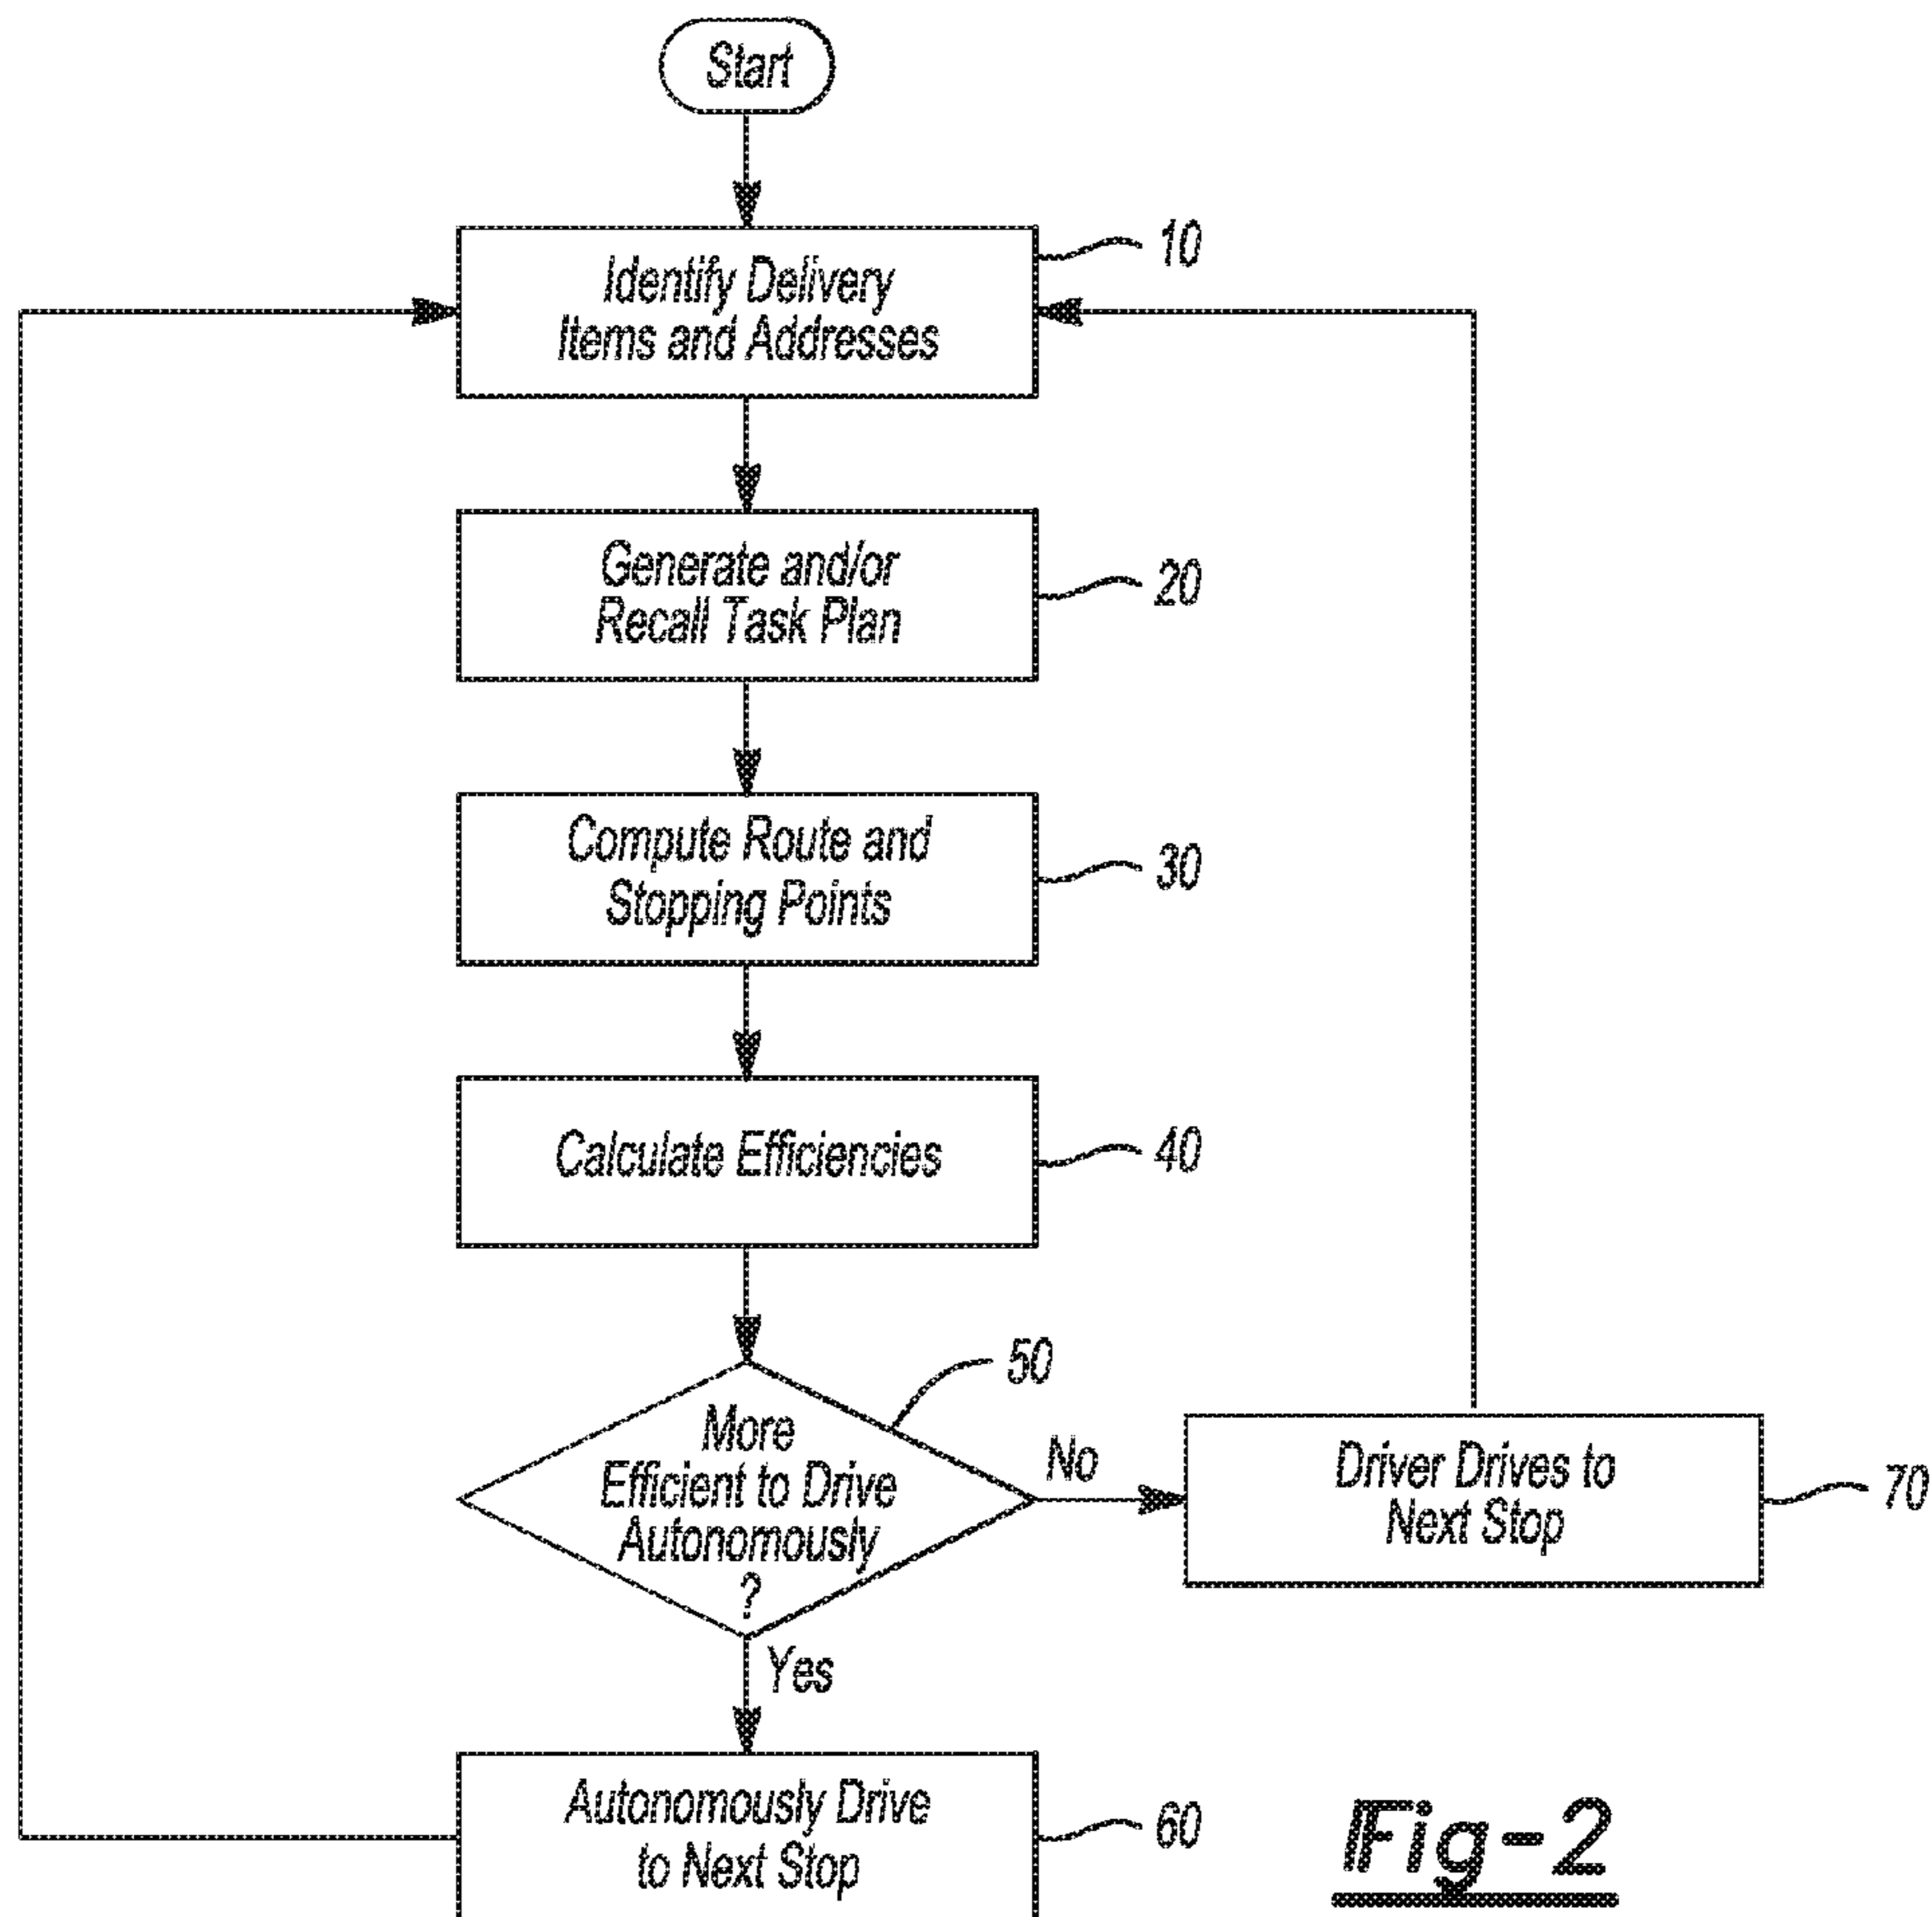 Start
Identify Delivery
Items and Addresses
10
Generate and/or
Recall Task Plan
20
Compute Route and
Stopping Points
30
Calculate Efficiencies
40
More
Efficient to Drive
Autonomously
?
50
No
Driver Drives to
Next Stop
70
Yes
Autonomously Drive
to Next Stop
60
Fig-2